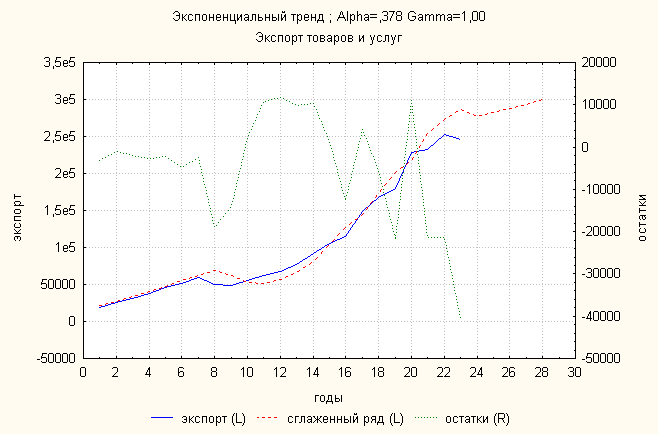 Экспоненциальный тренд ; Alpha=,378 Gamma=1,00
Экспорт товаров и услуг
3,5e5
3e5
2,5e5
2e5
1,5e5
1e5
50000
0
-50000
экспорт
20000
10000
0
-10000
-20000
-30000
-40000
-50000
остатки
0 2 4 6 8 10 12 14 16 18 20 22 24 26 28 30
годы
экспорт (L) сглаженный ряд (L) остатки (R)